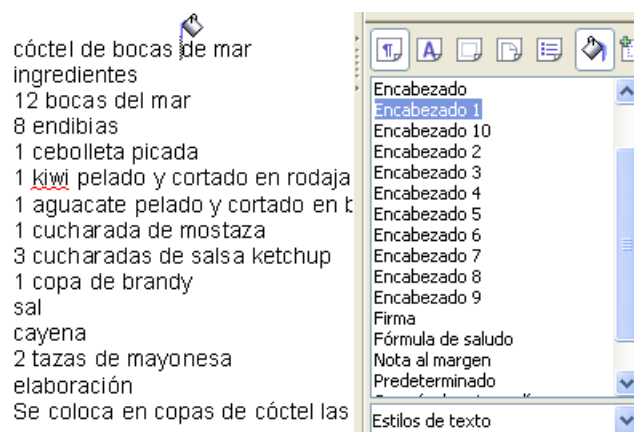 cóctel de bocas de mar
ingredientes
12 bocas del mar
8 endibias
1 cebolleta picada
1 kiwi pelado y cortado en rodaja
1 aguacate pelado y cortado en
1 cucharada de mostaza
3 cucharadas de salsa ketchup
1 copa de brandy
sal
cayena
2 tazas de mayonesa
elaboración
Se coloca en copas de cóctel las
Encabezado
Encabezado 1
Encabezado 10
Encabezado 2
Encabezado 3
Encabezado 4
Encabezado 5
Encabezado 6
Encabezado 7
Encabezado 8
Encabezado 9
Firma
Fórmula de saludo
Nota al margen
Predeterminado
Estilos de texto